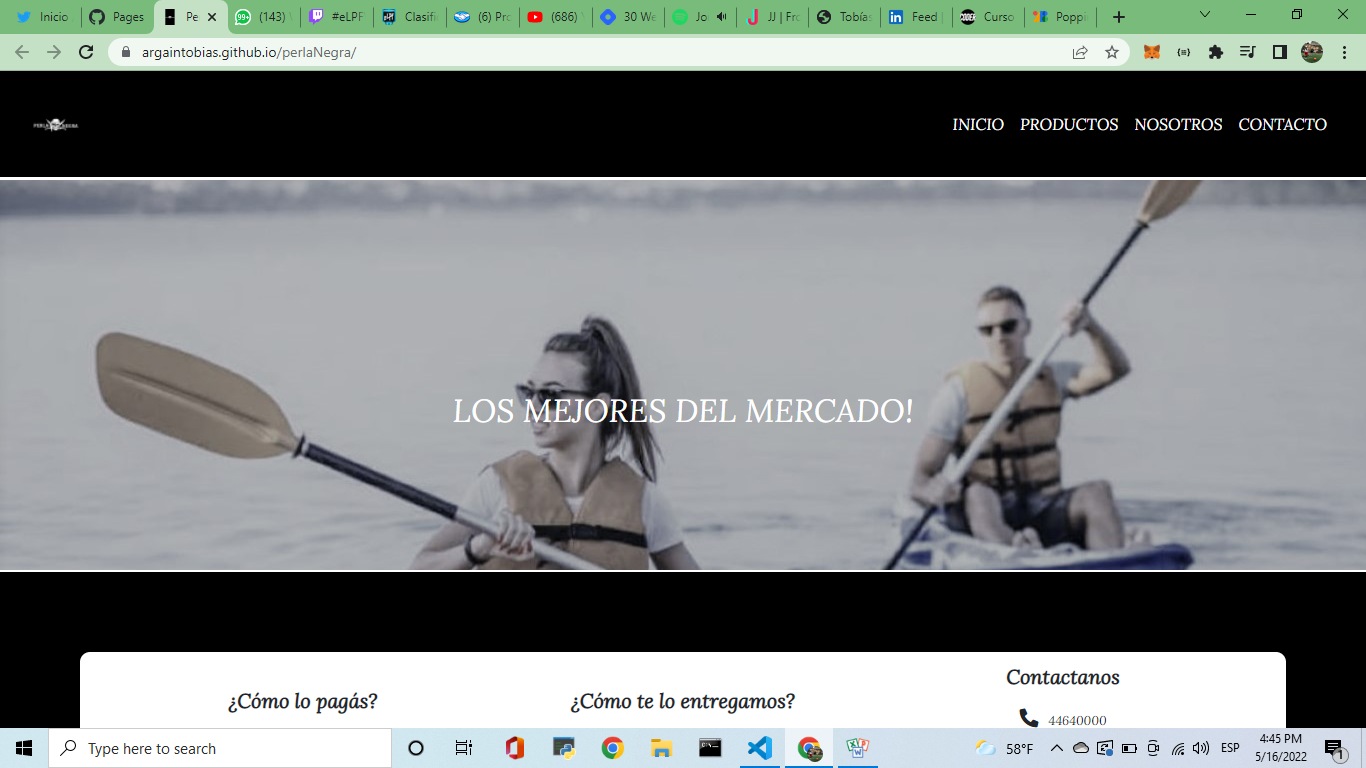 Inicio
Pages
Pe
(143)
#eLPF
Clasifi
(6) Pro
(686)
30 We
Jo
JJ | Fro
Tobías
Feed |
Curso
Poppi
argaintobias.github.io/perlaNegra/
INICIO PRODUCTOS NOSOTROS CONTACTO
LOS MEJORES DEL MERCADO!
¿Cómo lo pagás?
¿Cómo te lo entregamos?
Contactanos
44640000
Type here to search
58°F
ESP
4:45 PM
5/16/2022
1